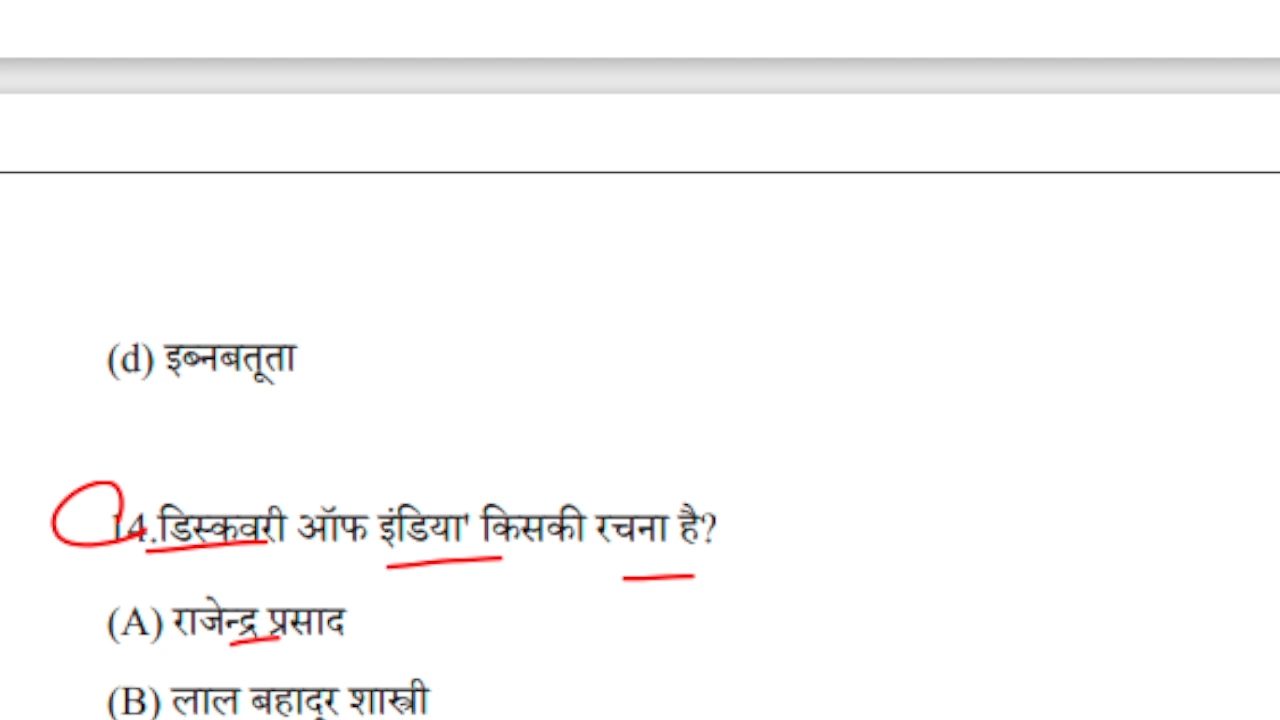 (d) इब्नबतूता
14.डिस्कवरी ऑफ इंडिया' किसकी रचना है?
(A) राजेन्द्र प्रसाद
(B) लाल बहादुर शास्त्री